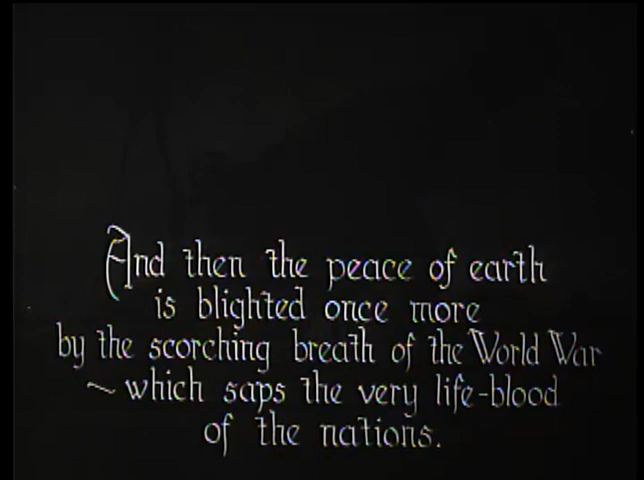 And then the peace of earth
is blighted once more
by the scorching breath of the World War
~ which saps the very life-blood
of the nations.